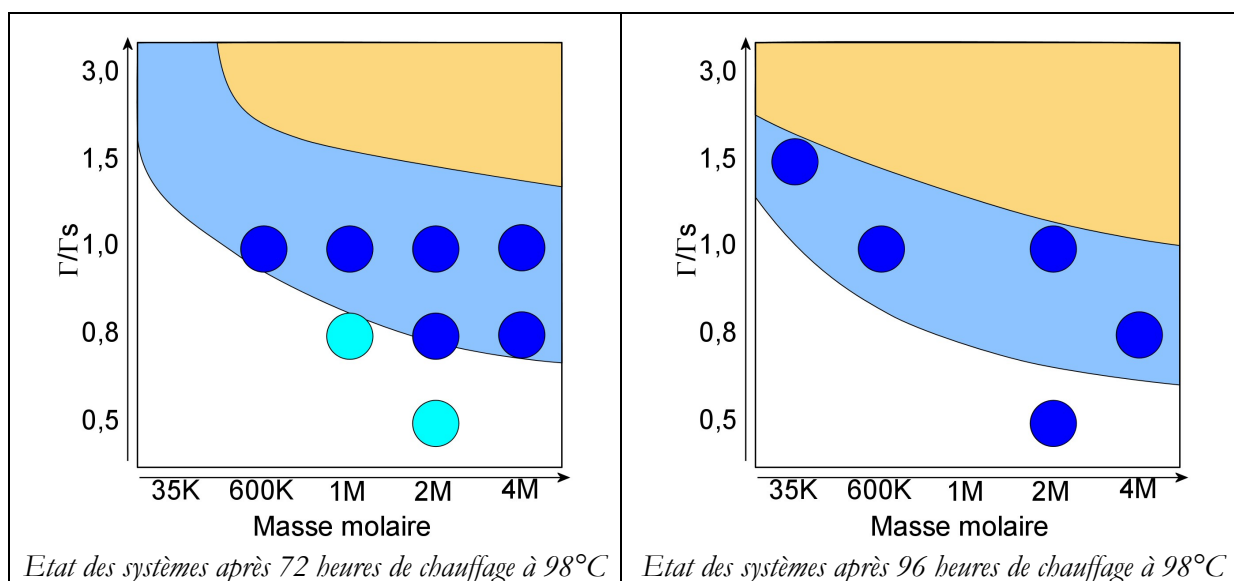 3,0
1,5
1,0
0,8
0,5
Γ/Γs
35K 600K 1M 2M 4M
Masse molaire
Etat des systèmes après 72 heures de chauffage à 98°C
3,0
1,5
1,0
0,8
0,5
Γ/Γs
35K 600K 1M 2M 4M
Masse molaire
Etat des systèmes après 96 heures de chauffage à 98°C